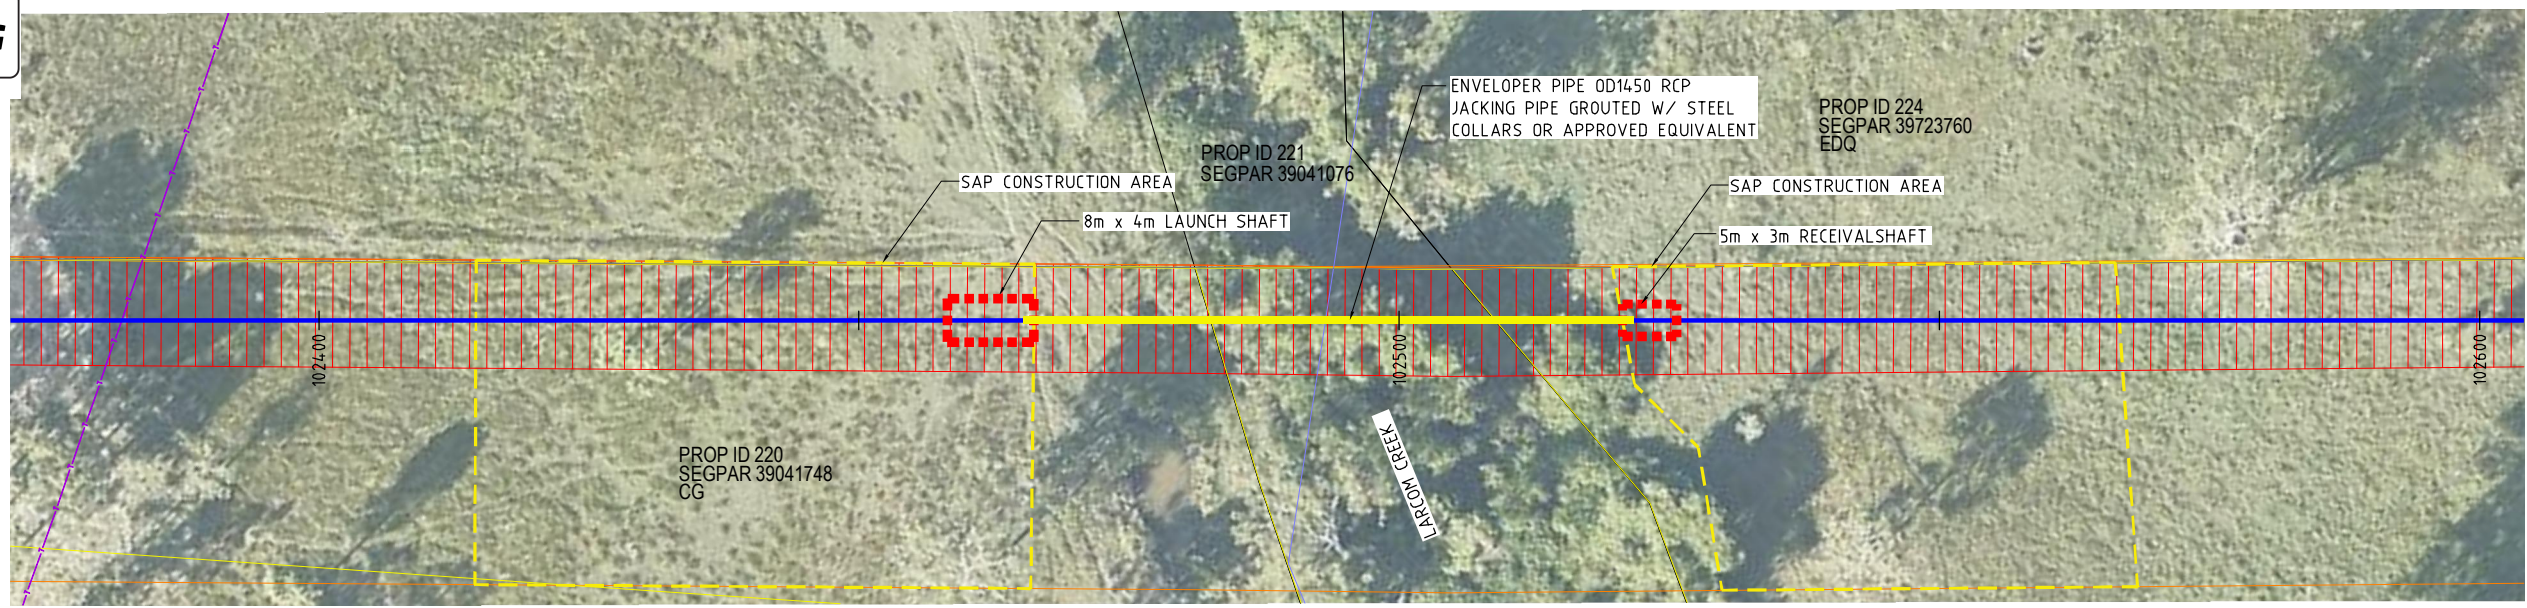 ENVELOPER PIPE OD1450 RCP
JACKING PIPE GROUTED W/ STEEL
COLLARS OR APPROVED EQUIVALENT
PROP ID 224
SEGPAR 39723760
EDQ
PROP ID 221
SEGPAR 39041076
SAP CONSTRUCTION AREA
SAP CONSTRUCTION AREA
8m x 4m LAUNCH SHAFT
5m x 3m RECEIVALSHAFT
102400
102500
102600
LARCOM CREEK
PROP ID 220
SEGPAR 39041748
CG